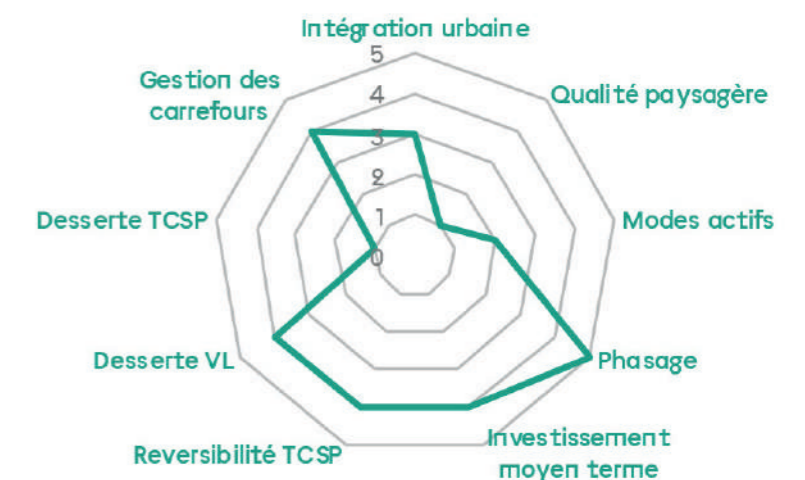 Intégration urbaine
5
Gestion des
carrefours
4
Qualité paysagère
3
2
Desserte TCSP
1
Modes actifs
0
Desserte VL
Phasage
Reversibilité TCSP
Investissement
moyen terme